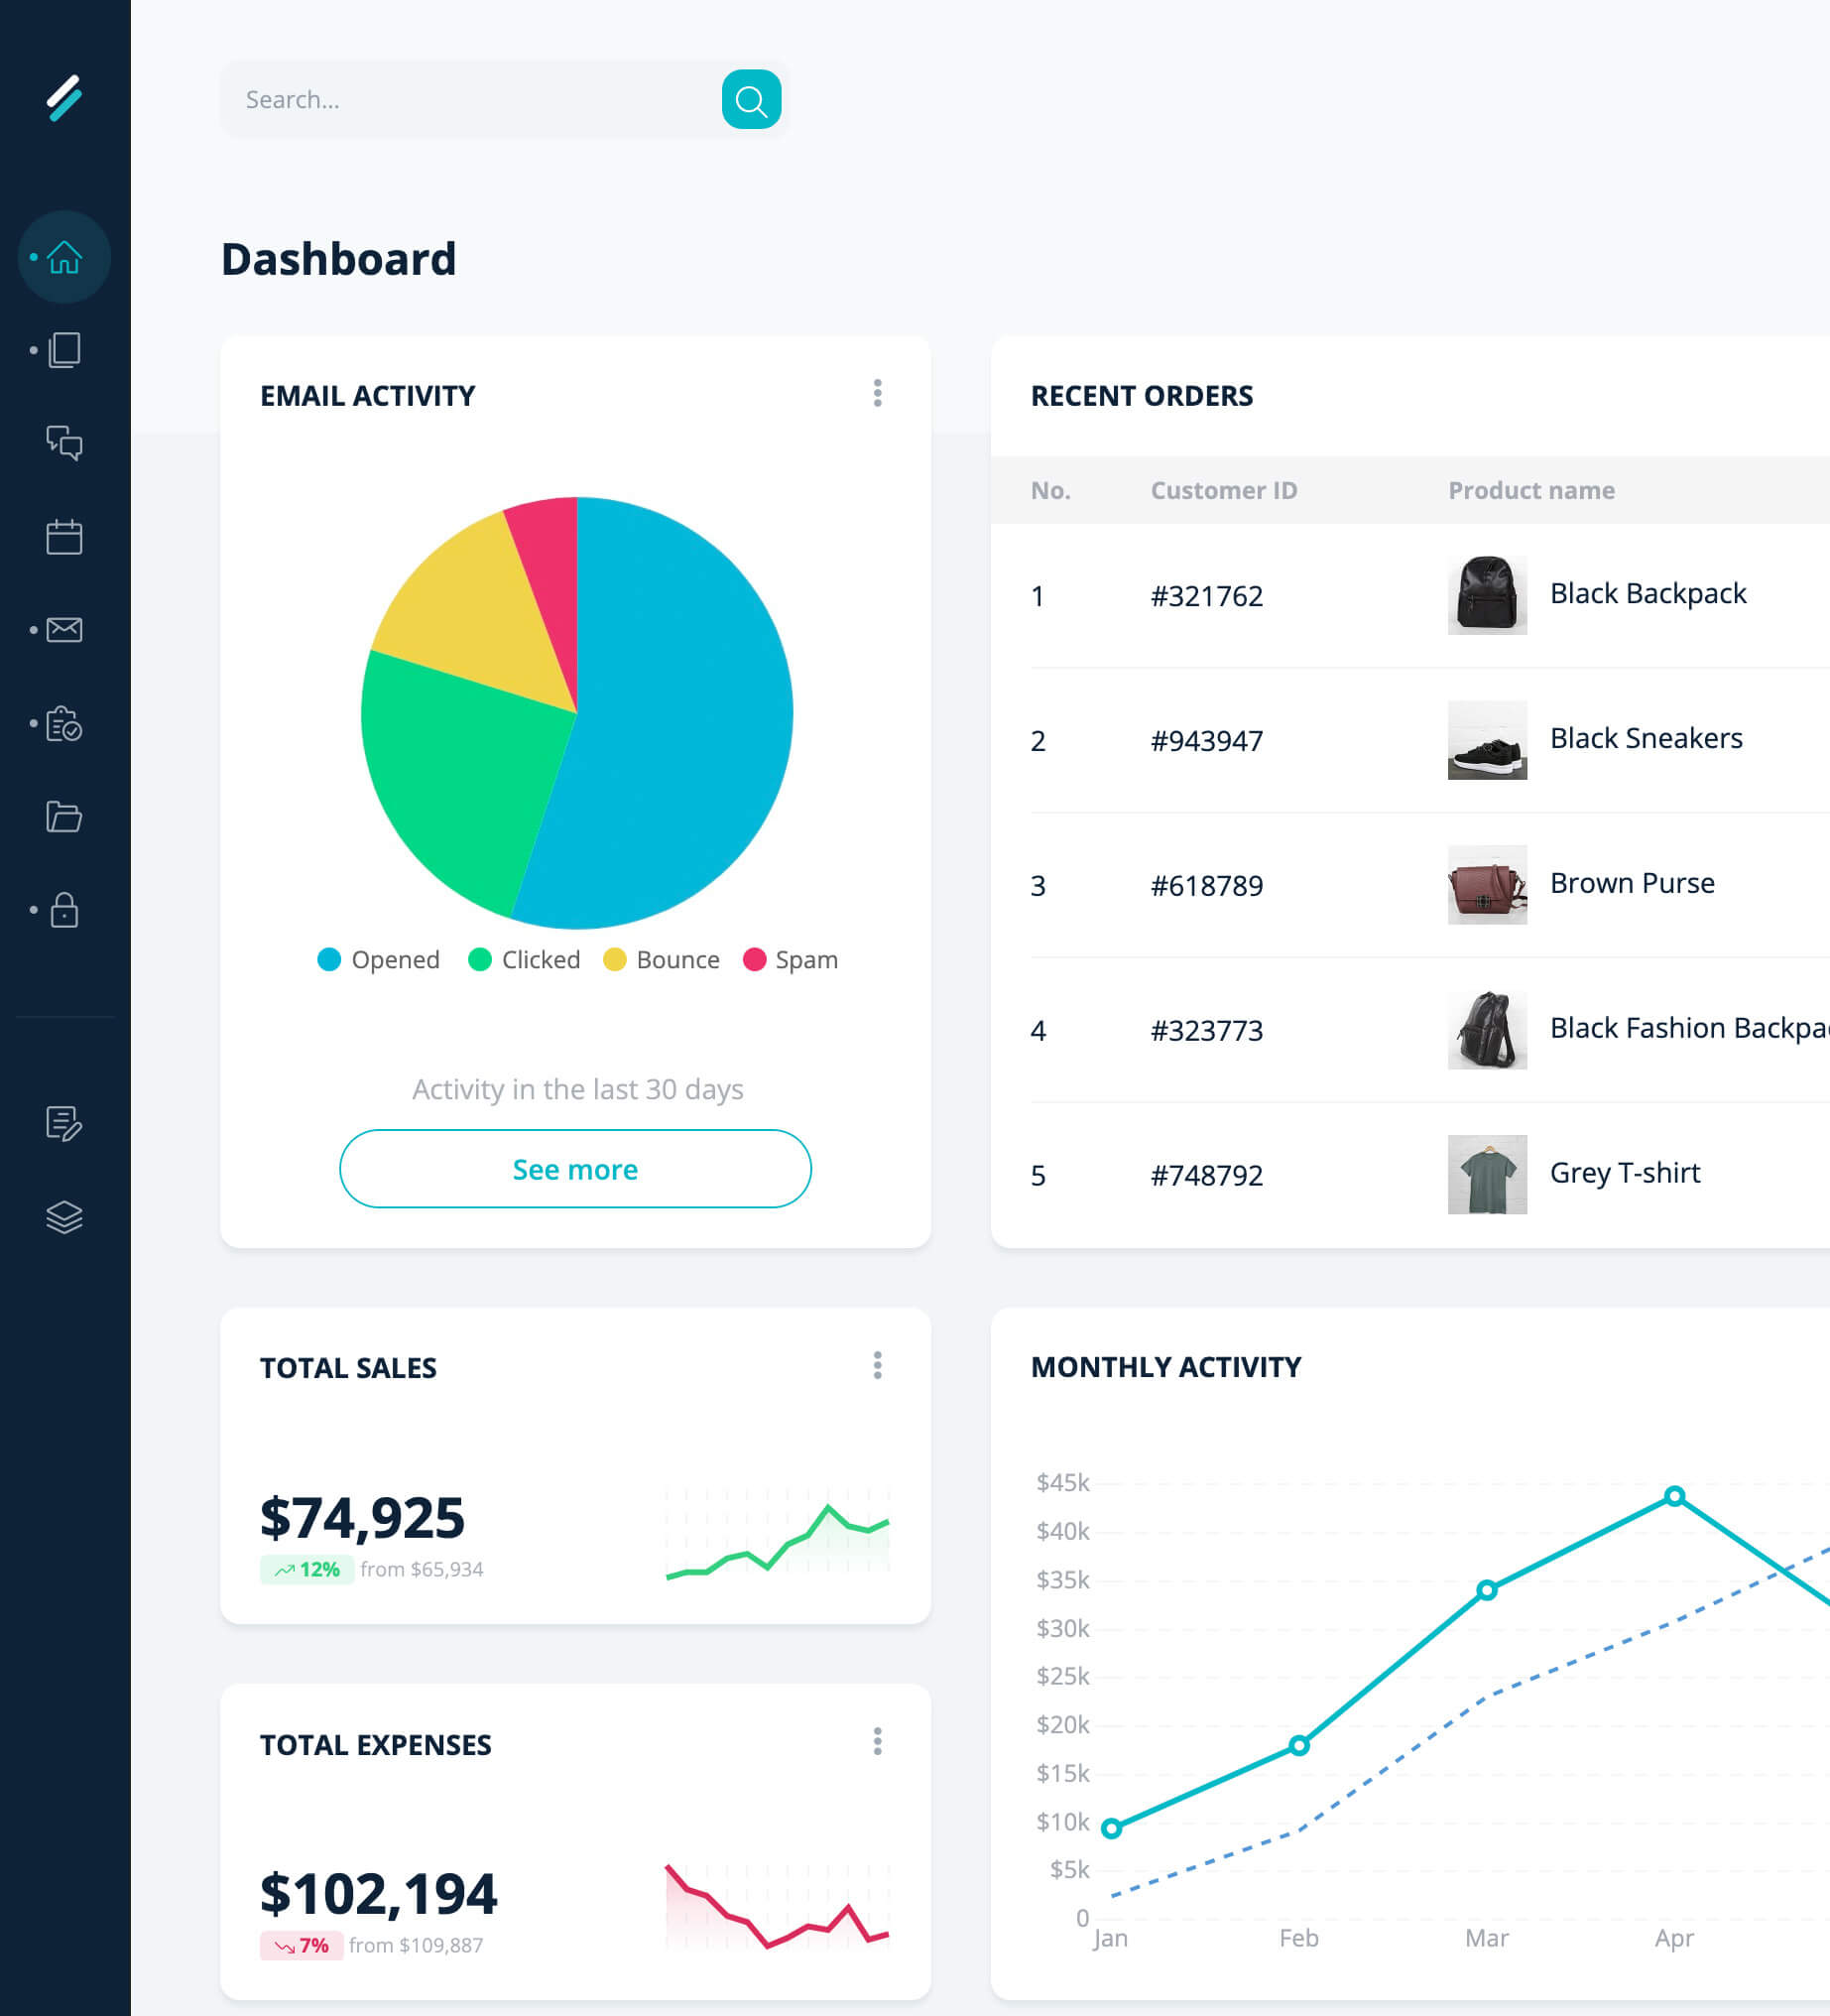 Search...
Dashboard
EMAIL ACTIVITY
Opened Clicked Bounce Spam
Activity in the last 30 days
See more
RECENT ORDERS
No. Customer ID Product name
1 #321762 Black Backpack
2 #943947 Black Sneakers
3 #618789 Brown Purse
4 #323773 Black Fashion Backpa
5 #748792 Grey T-shirt
TOTAL SALES
$74,925
12% from $65,934
TOTAL EXPENSES
$102,194
7% from $109,887
MONTHLY ACTIVITY
$45k
$40k
$35k
$30k
$25k
$20k
$15k
$10k
$5k
0
Jan Feb Mar Apr